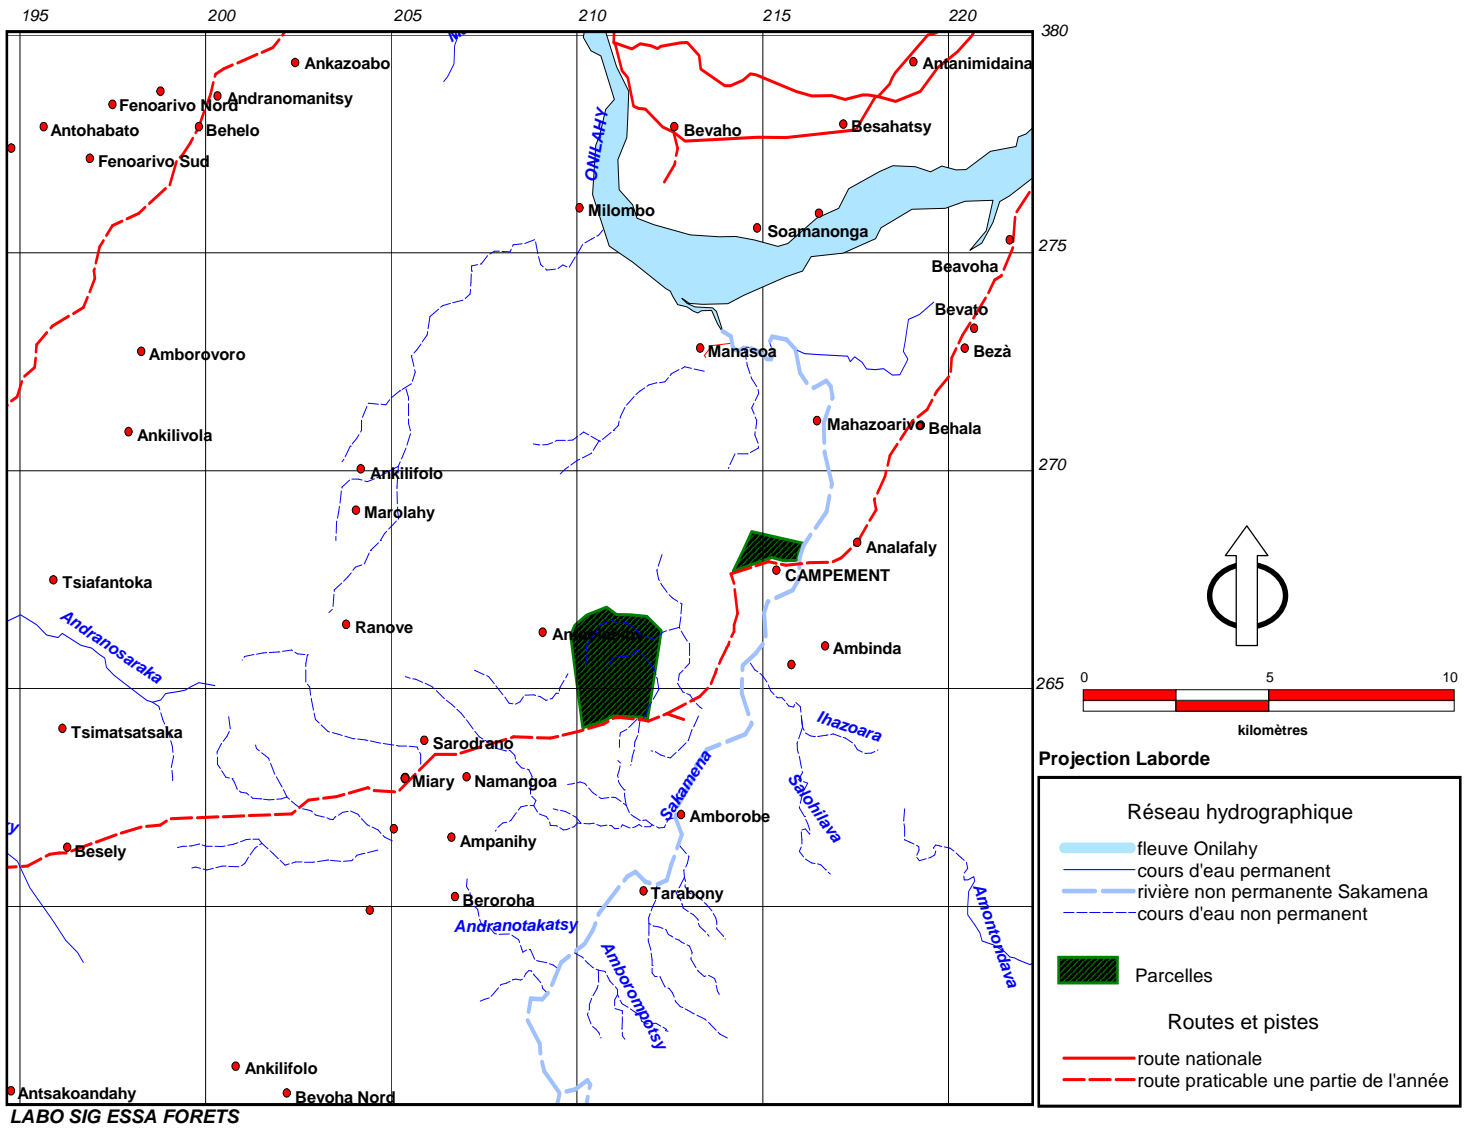 195 200 205 210 215 220
380
Ankazoabo
Antanimidaina
Fenoarivo Nord
Andranomanitsy
Antohabato
Behelo
Bevaho
Besahatsy
Fenoarivo Sud
ONILAHY
Milombo
Soamanonga
275
Beavoha
Bevato
Amborovoro
Manasoa
Bezà
Ankilivola
Mahazoarivo
Behala
Ankilifolo
270
Marolahy
Analafaly
CAMPEMENT
Tsiafantoka
Andranosaraka
Ranove
Ambinda
265
0 5 10
kilomètres
Tsimatsatsaka
Sarodrano
Ihazoara
Projection Laborde
Miary
Namangoa
Sakamena
Salohilava
Amborobe
Besely
Ampanihy
Tarabony
Beroroha
Andranotakatsy
Amborompotsy
Amontondava
Ankilifolo
Antsakoandahy
Bevoha Nord
LABO SIG ESSA FORETS
Réseau hydrographique
fleuve Onilahy
cours d'eau permanent
rivière non permanente Sakamena
cours d'eau non permanent
Parcelles
Routes et pistes
route nationale
route praticable une partie de l'année